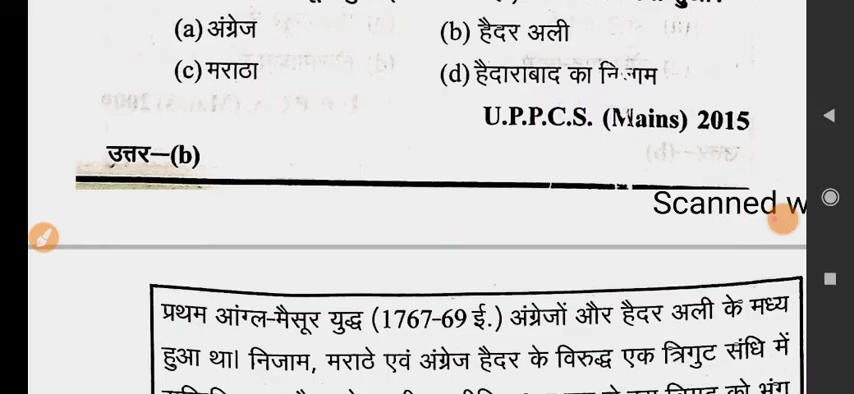 (a) अंग्रेज (b) हैदर अली
(c) मराठा (d) हैदाराबाद का
U.P.P.C.S. (Mains) 2015
उत्तर—(b)
Scanned w
प्रथम आंग्ल-मैसूर युद्ध (1767-69 ई.) अंग्रेजों और हैदर अली के मध्य
हुआ था। निजाम, मराठे एवं अंग्रेज हैदर के विरुद्ध एक त्रिगुट संधि में
को भंग